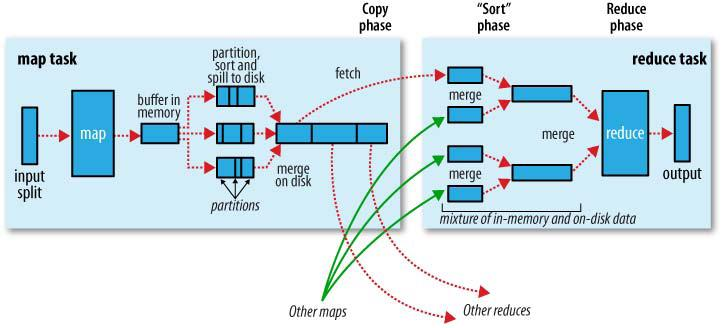 Copy
phase
“Sort”
phase
Reduce
phase
map task
reduce task
partition,
sort and
spill to disk
fetch
buffer in
memory
map
merge
merge
reduce
input
split
merge
on disk
merge
output
partitions
mixture of in-memory and on-disk data
Other maps
Other reduces